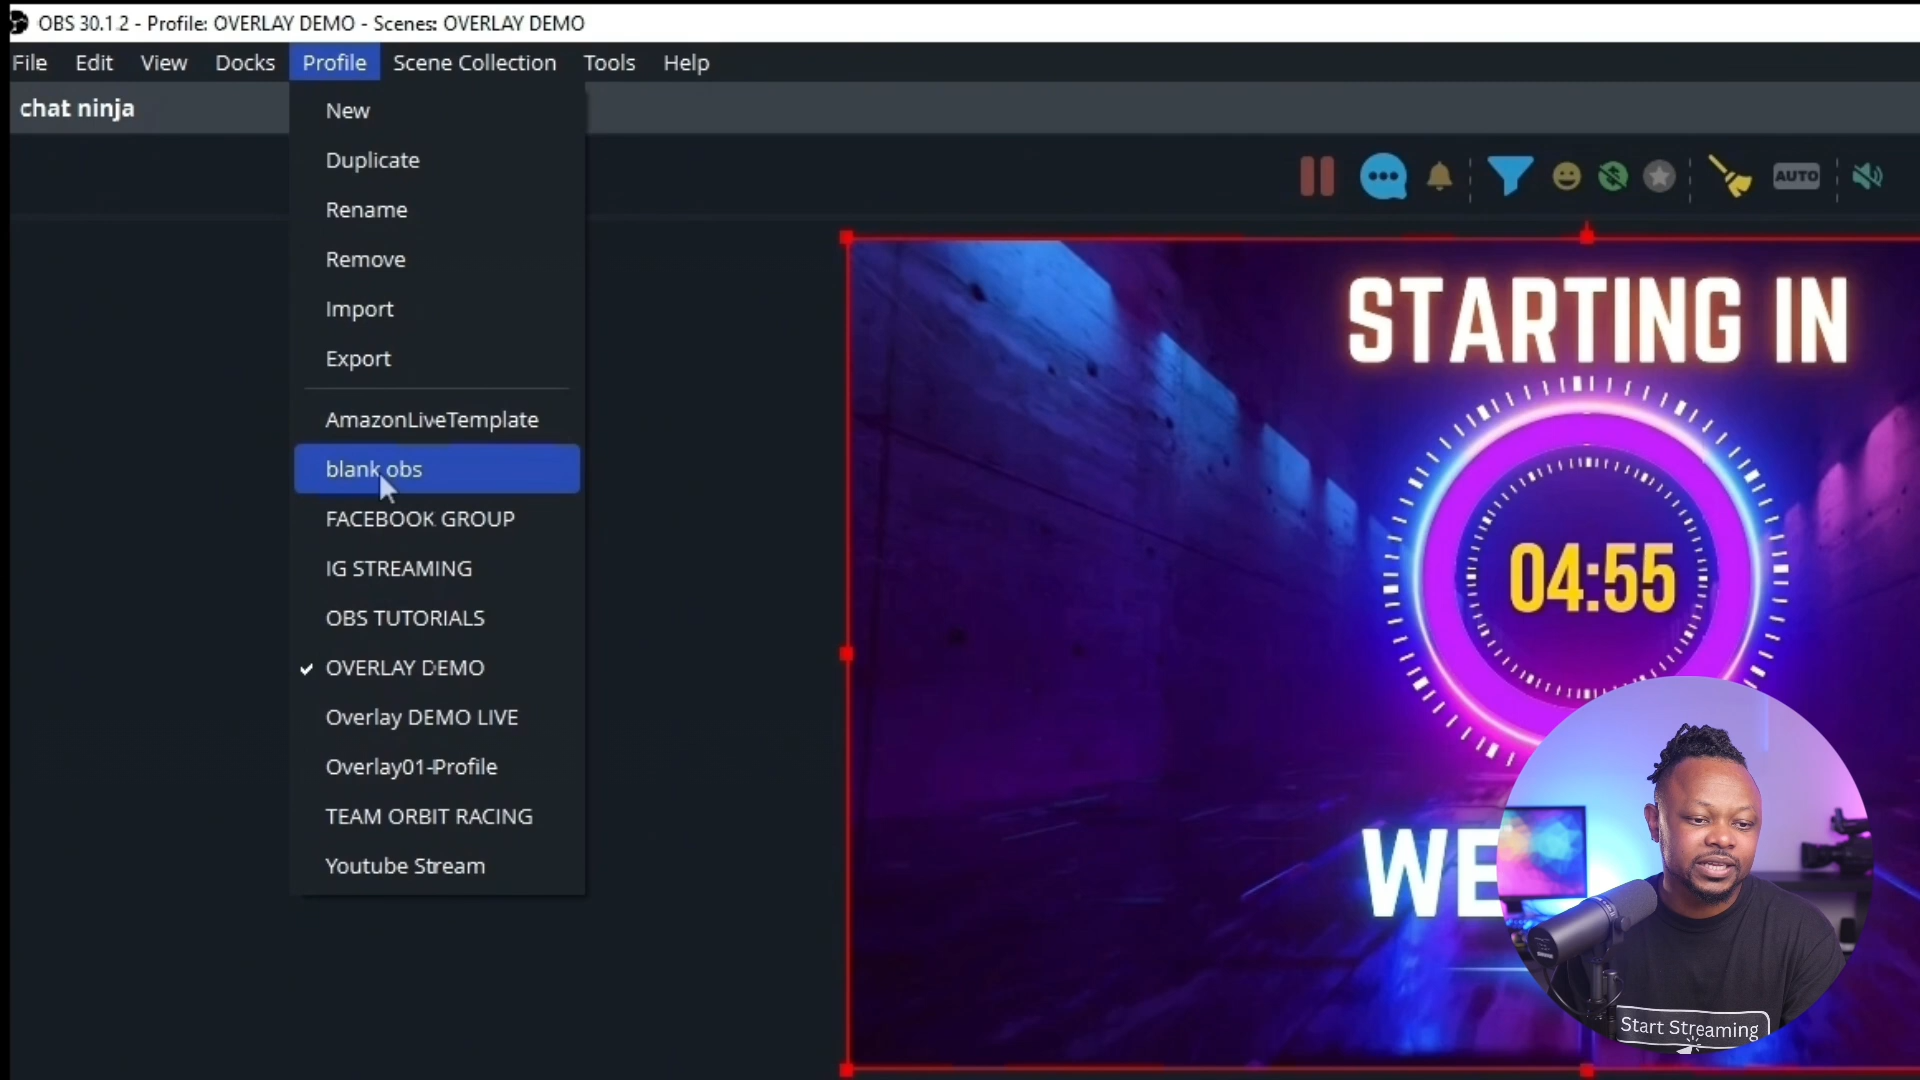 OBS 30.1.2 - Profile: OVERLAY DEMO - Scenes: OVERLAY DEMO
File Edit View Docks Profile Scene Collection Tools Help
chat ninja
New
Duplicate
Rename
Remove
Import
Export
AmazonLiveTemplate
blank obs
FACEBOOK GROUP
IG STREAMING
OBS TUTORIALS
OVERLAY DEMO
Overlay DEMO LIVE
Overlay01-Profile
TEAM ORBIT RACING
Youtube Stream
AUTO
STARTING IN
04:55
WE
Start Streaming